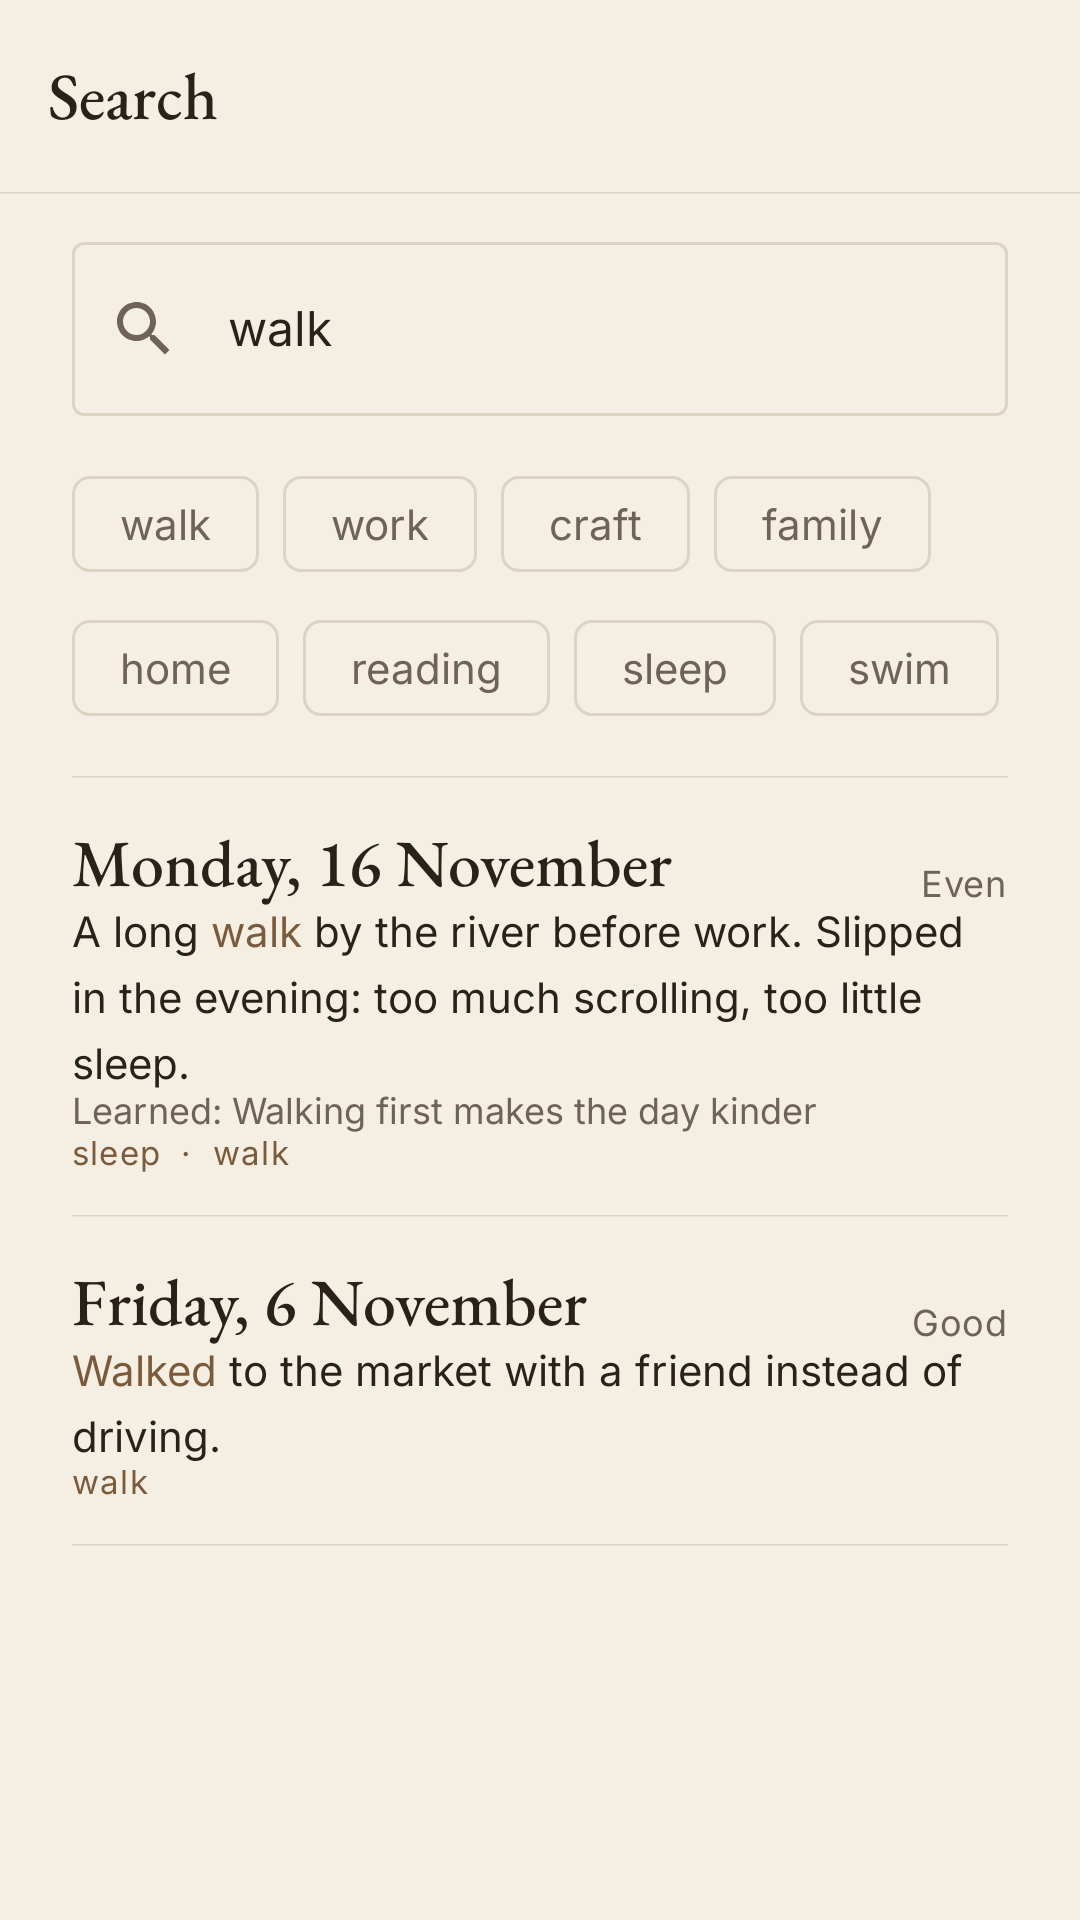 Search
walk
walk work craft family
home reading sleep swim
Monday, 16 November
Even
A long walk by the river before work. Slipped
in the evening: too much scrolling, too little
sleep.
Learned: Walking first makes the day kinder
sleep · walk
Friday, 6 November
Good
Walked to the market with a friend instead of
driving.
walk